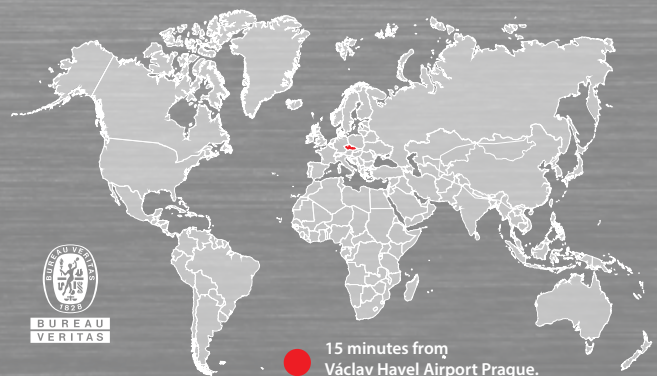 BUREAU VERITAS
1828
BUREAU
VERITAS
15 minutes from
Václav Havel Airport Prague.